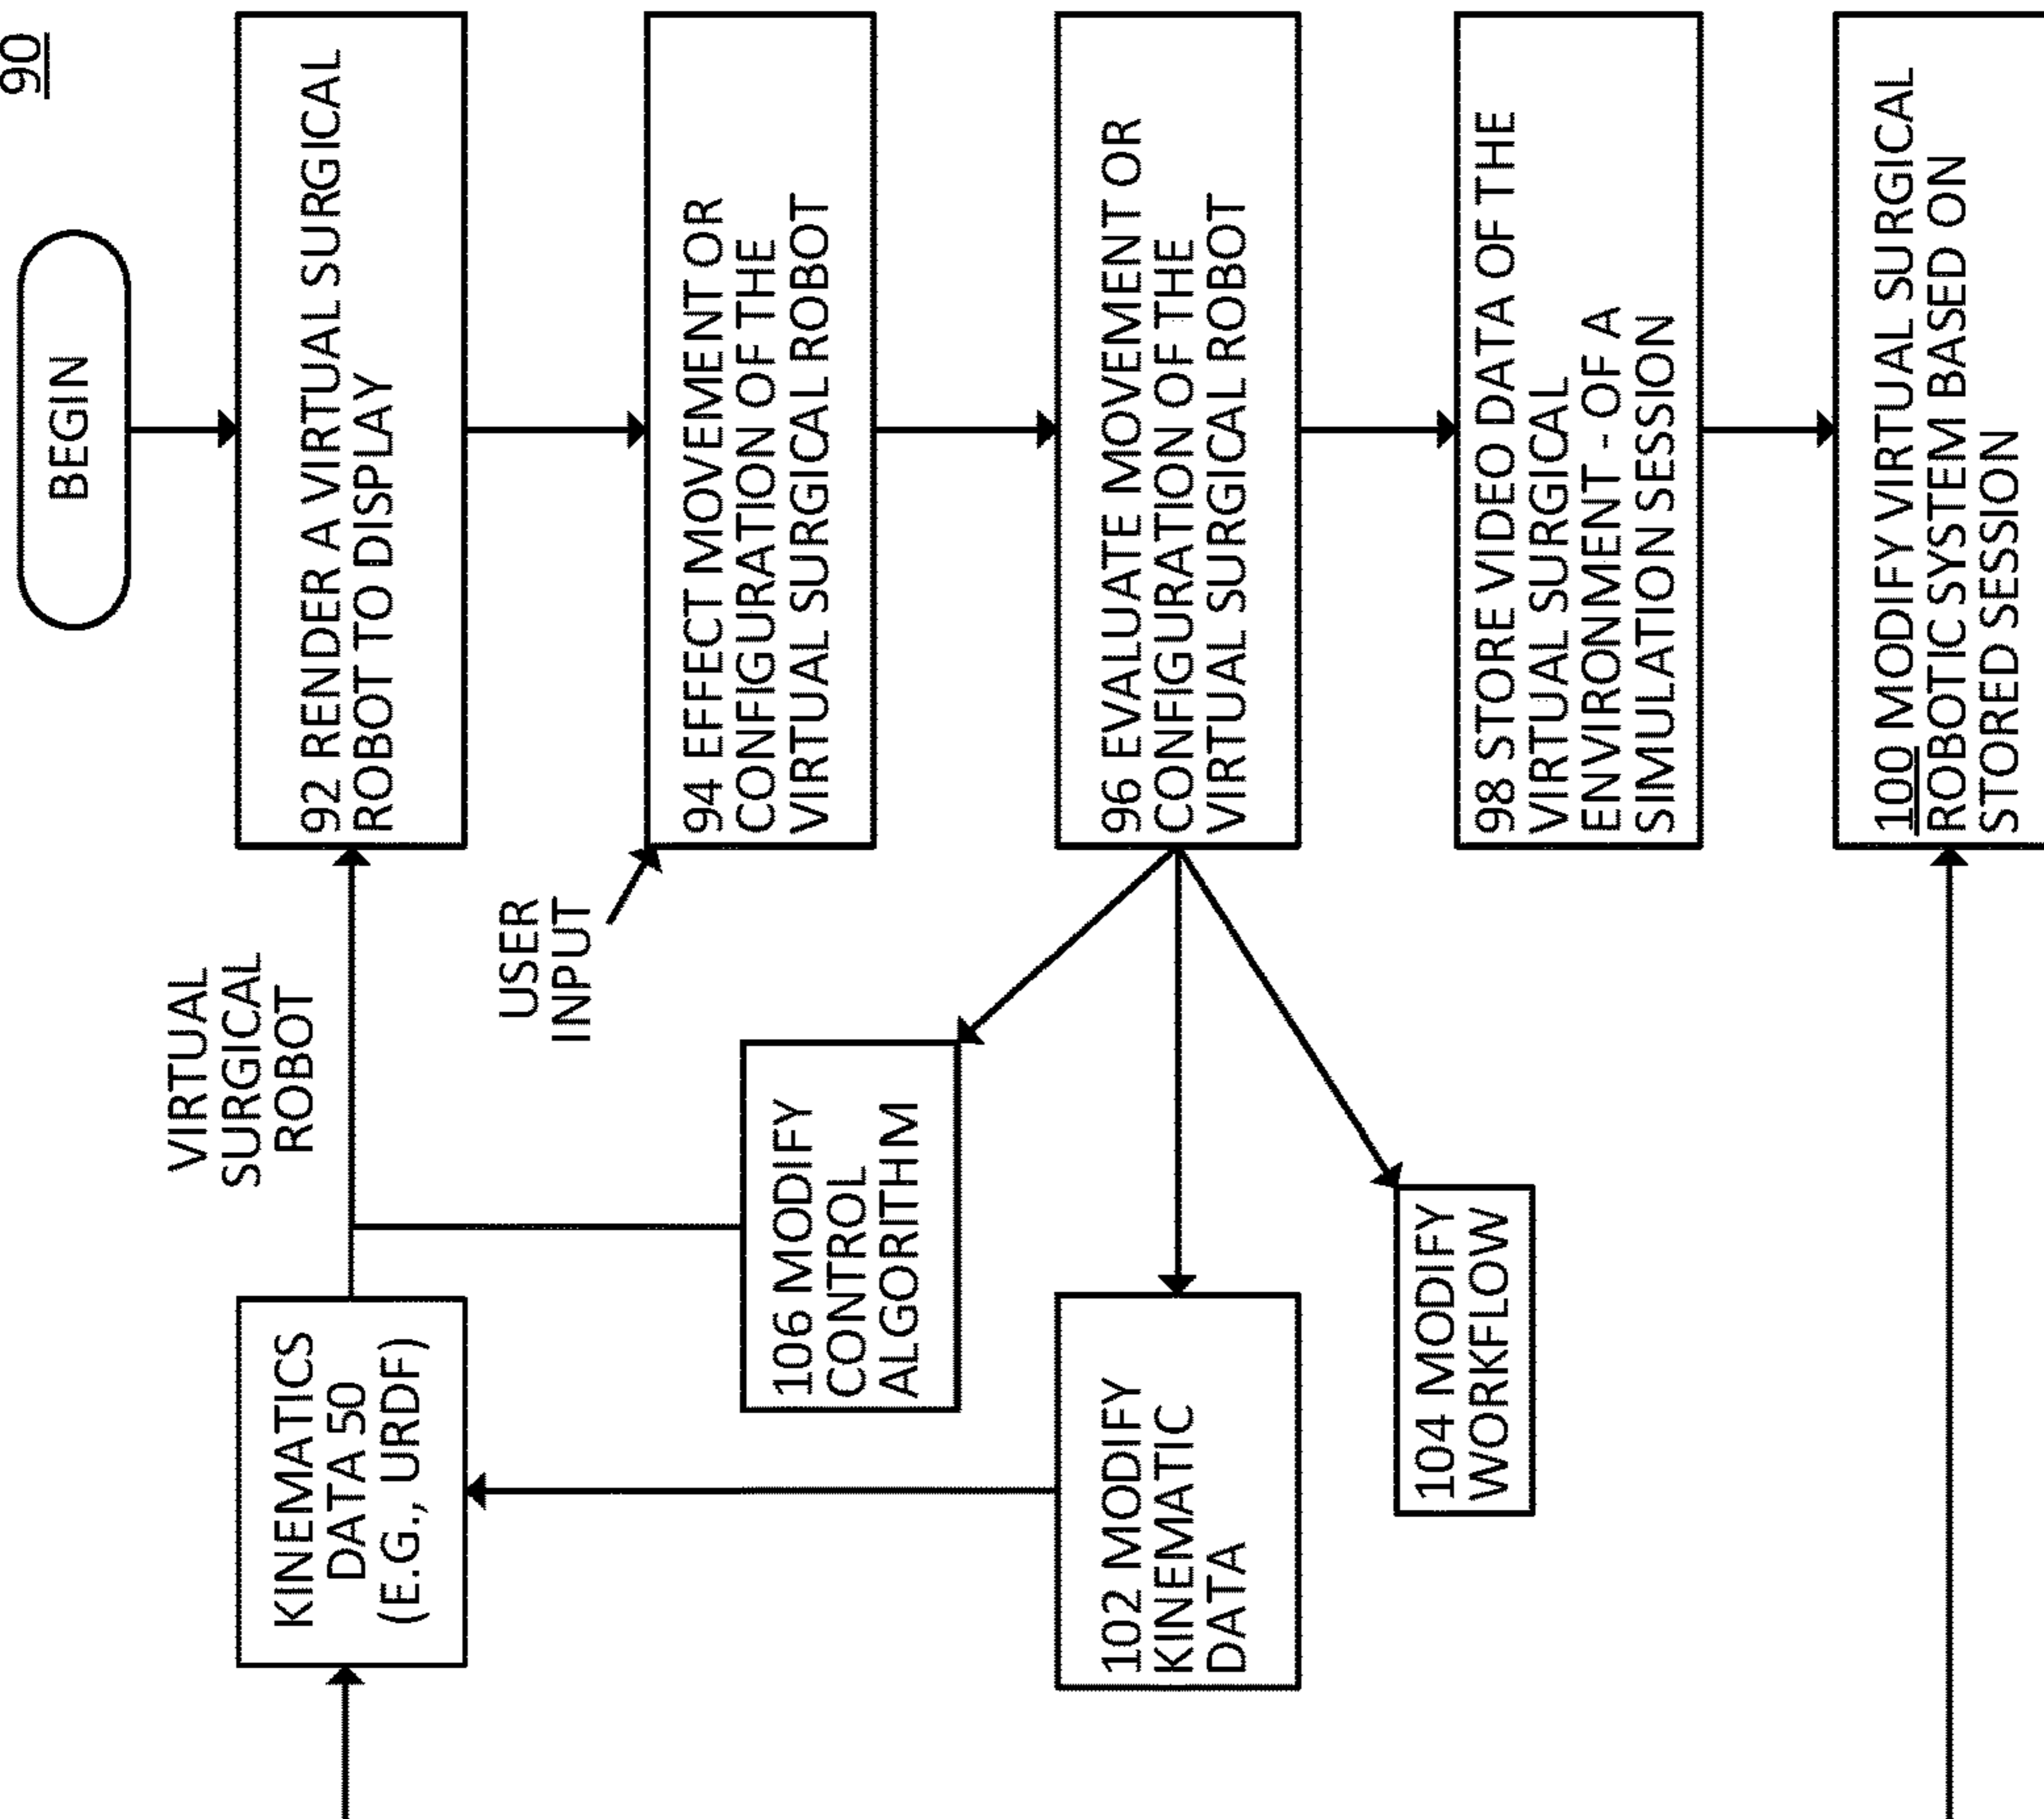 90
BEGIN
92 RENDER A VIRTUAL SURGICAL
ROBOT TO DISPLAY
VIRTUAL
SURGICAL
ROBOT
KINEMATICS
DATA 50
(E.G., URDF)
94 EFFECT MOVEMENT OR
CONFIGURATION OF THE
VIRTUAL SURGICAL ROBOT
USER
INPUT
106 MODIFY
CONTROL
ALGORITHM
96 EVALUATE MOVEMENT OR
CONFIGURATION OF THE
VIRTUAL SURGICAL ROBOT
102 MODIFY
KINEMATIC
DATA
104 MODIFY
WORKFLOW
98 STORE VIDEO DATA OF THE
VIRTUAL SURGICAL
ENVIRONMENT - OF A
SIMULATION SESSION
100 MODIFY VIRTUAL SURGICAL
ROBOTIC SYSTEM BASED ON
STORED SESSION